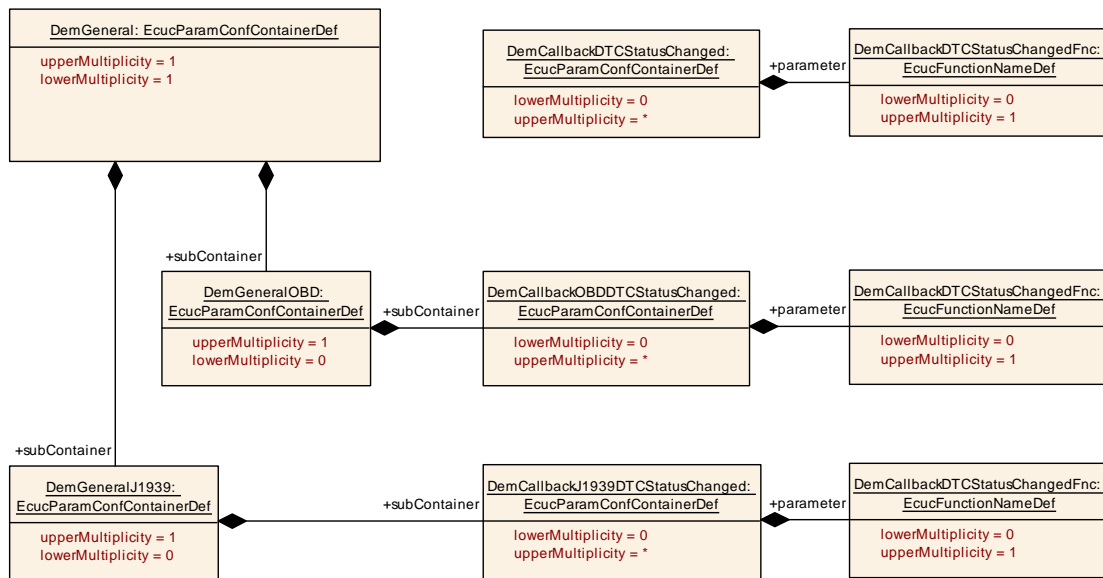 DemGeneral: EcucParamConfContainerDef
upperMultiplicity = 1
lowerMultiplicity = 1
DemCallbackDTCStatusChanged:
EcucParamConfContainerDef
lowerMultiplicity = 0
upperMultiplicity = *
+parameter
DemCallbackDTCStatusChangedFnc:
EcucFunctionNameDef
lowerMultiplicity = 0
upperMultiplicity = 1
+subContainer
DemGeneralOBD:
EcucParamConfContainerDef
upperMultiplicity = 1
lowerMultiplicity = 0
+subContainer
DemCallbackOBDDTCStatusChanged:
EcucParamConfContainerDef
lowerMultiplicity = 0
upperMultiplicity = *
+parameter
DemCallbackDTCStatusChangedFnc:
EcucFunctionNameDef
lowerMultiplicity = 0
upperMultiplicity = 1
+subContainer
DemGeneralJ1939:
EcucParamConfContainerDef
upperMultiplicity = 1
lowerMultiplicity = 0
+subContainer
DemCallbackJ1939DTCStatusChanged:
EcucParamConfContainerDef
lowerMultiplicity = 0
upperMultiplicity = *
+parameter
DemCallbackDTCStatusChangedFnc:
EcucFunctionNameDef
lowerMultiplicity = 0
upperMultiplicity = 1